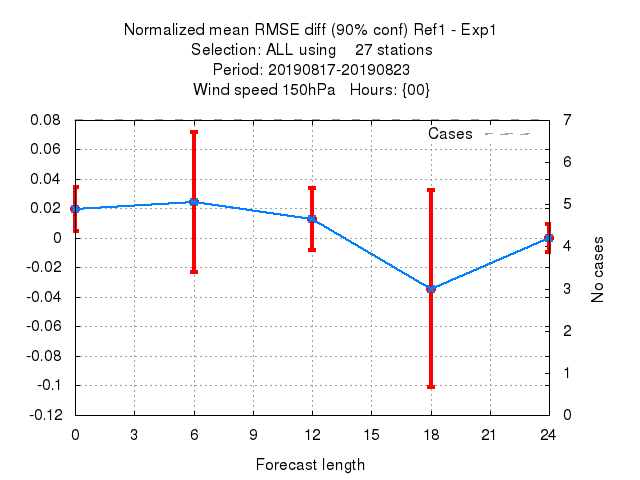 Normalized mean RMSE diff (90% conf) Ref1 - Exp1
Selection: ALL using    27 stations
Period: 20190817-20190823
Wind speed 150hPa   Hours: {00}
Cases
0.08
0.06
0.04
0.02
0
-0.02
-0.04
-0.06
-0.08
-0.1
-0.12
7
6
5
4
3
2
1
0
No cases
0 3 6 9 12 15 18 21 24
Forecast length